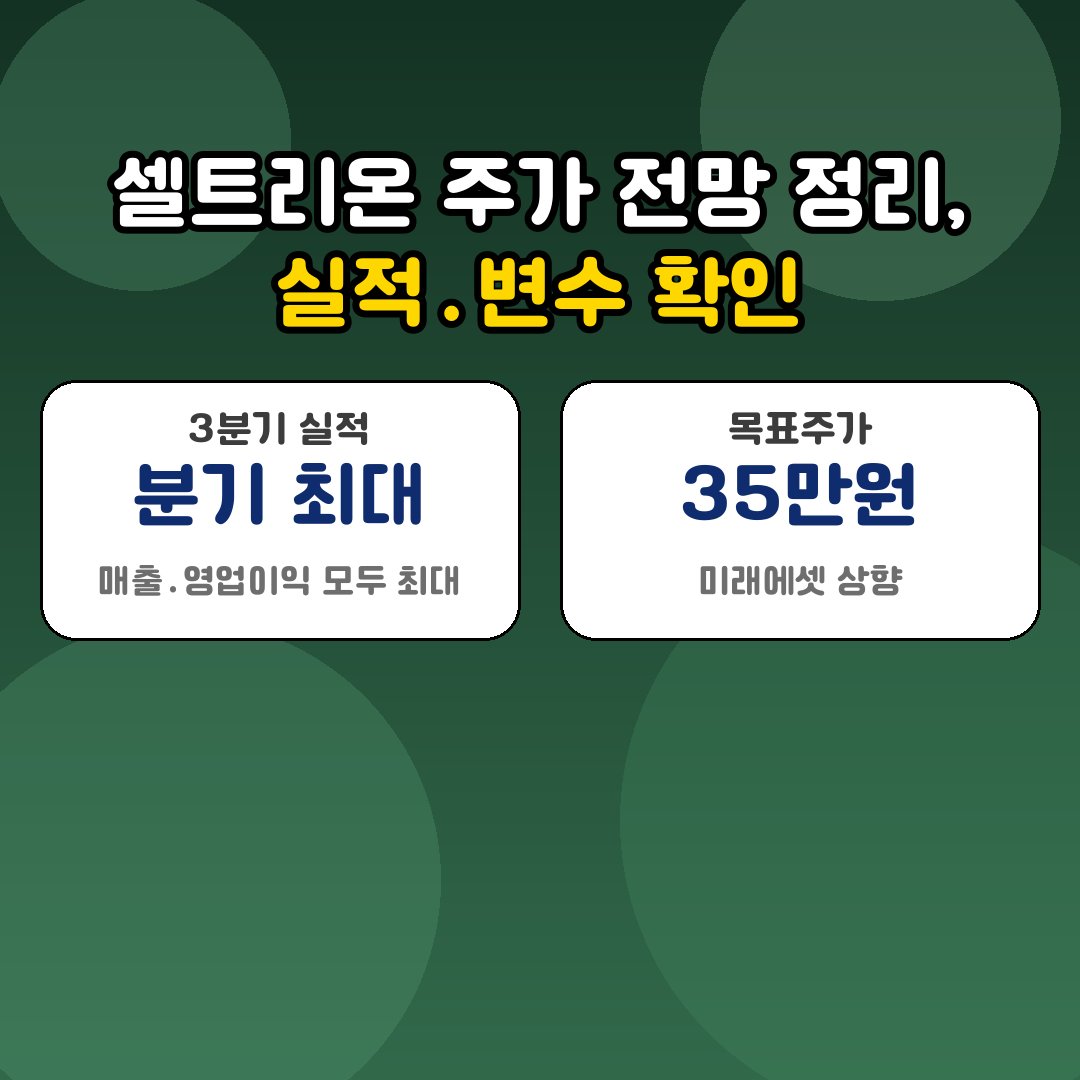 셀트리온 주가 전망 정리,
실적.변수 확인
3분기 실적
분기 최대
매출.영업이익 모두 최대
목표주가
35만원
미래에셋 상향